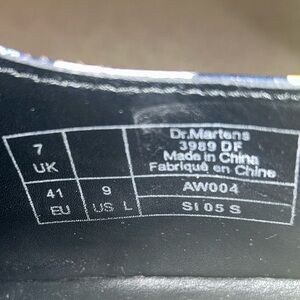 7
UK
Dr.Martens
3989 DF
Made in China
Fabriqué en Chine
41
EU
9
US L
AW004
SI 05 S